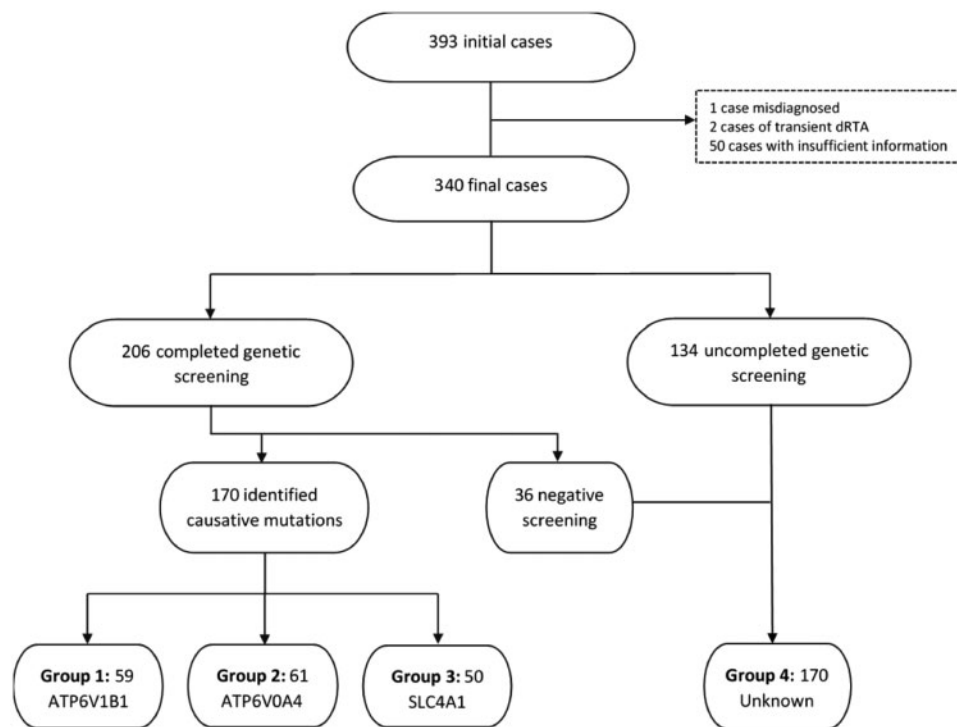 393 initial cases
1 case misdiagnosed
2 cases of transient dRTA
50 cases with insufficient information
340 final cases
206 completed genetic
screening
134 uncompleted genetic
screening
170 identified
causative mutations
36 negative
screening
Group 1: 59
ATP6V1B1
Group 2: 61
ATP6V0A4
Group 3: 50
SLC4A1
Group 4: 170
Unknown